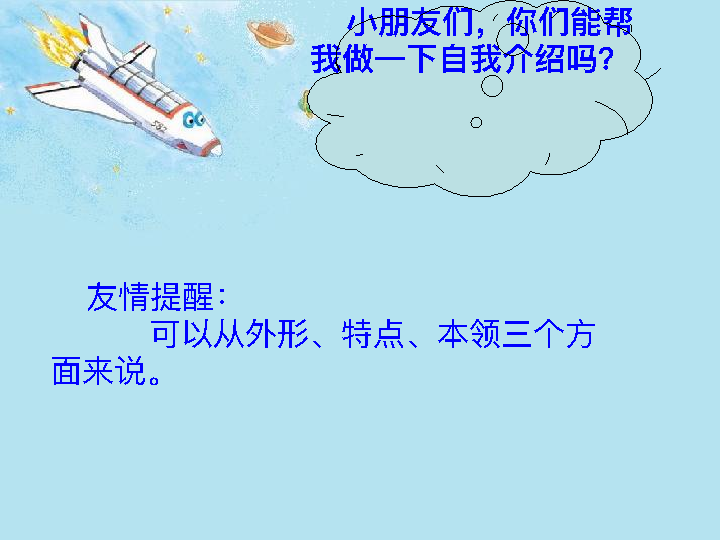 小朋友们，你们能帮
我做一下自我介绍吗？
友情提醒：
可以从外形、特点、本领三个方
面来说。